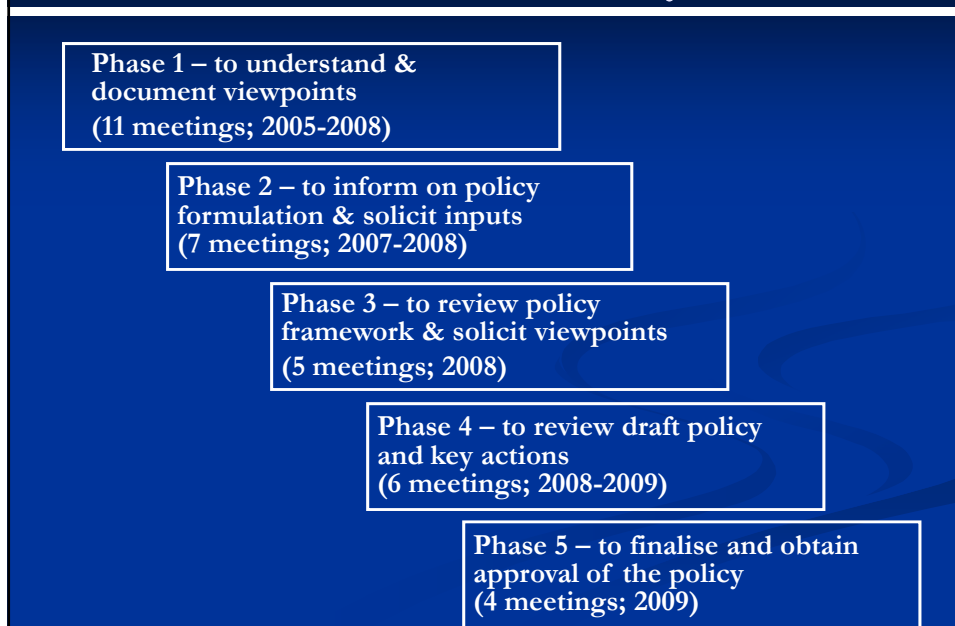 Phase 1 – to understand &
document viewpoints
(11 meetings; 2005-2008)
Phase 2 – to inform on policy
formulation & solicit inputs
(7 meetings; 2007-2008)
Phase 3 – to review policy
framework & solicit viewpoints
(5 meetings; 2008)
Phase 4 – to review draft policy
and key actions
(6 meetings; 2008-2009)
Phase 5 – to finalise and obtain
approval of the policy
(4 meetings; 2009)